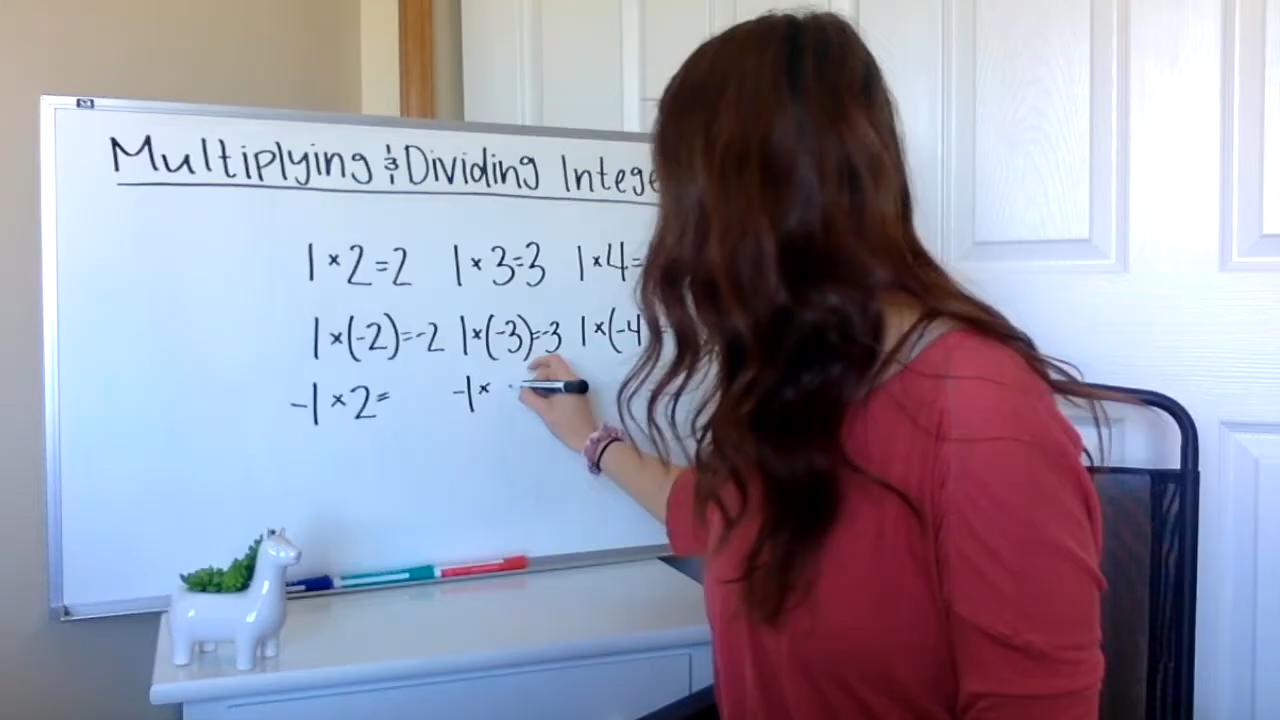 Multiplying & Dividing Intege
1×2=2 1×3=3 1×4=
1×(-2)=-2 1×(-3)=-3 1×(-4
-1×2= -1×